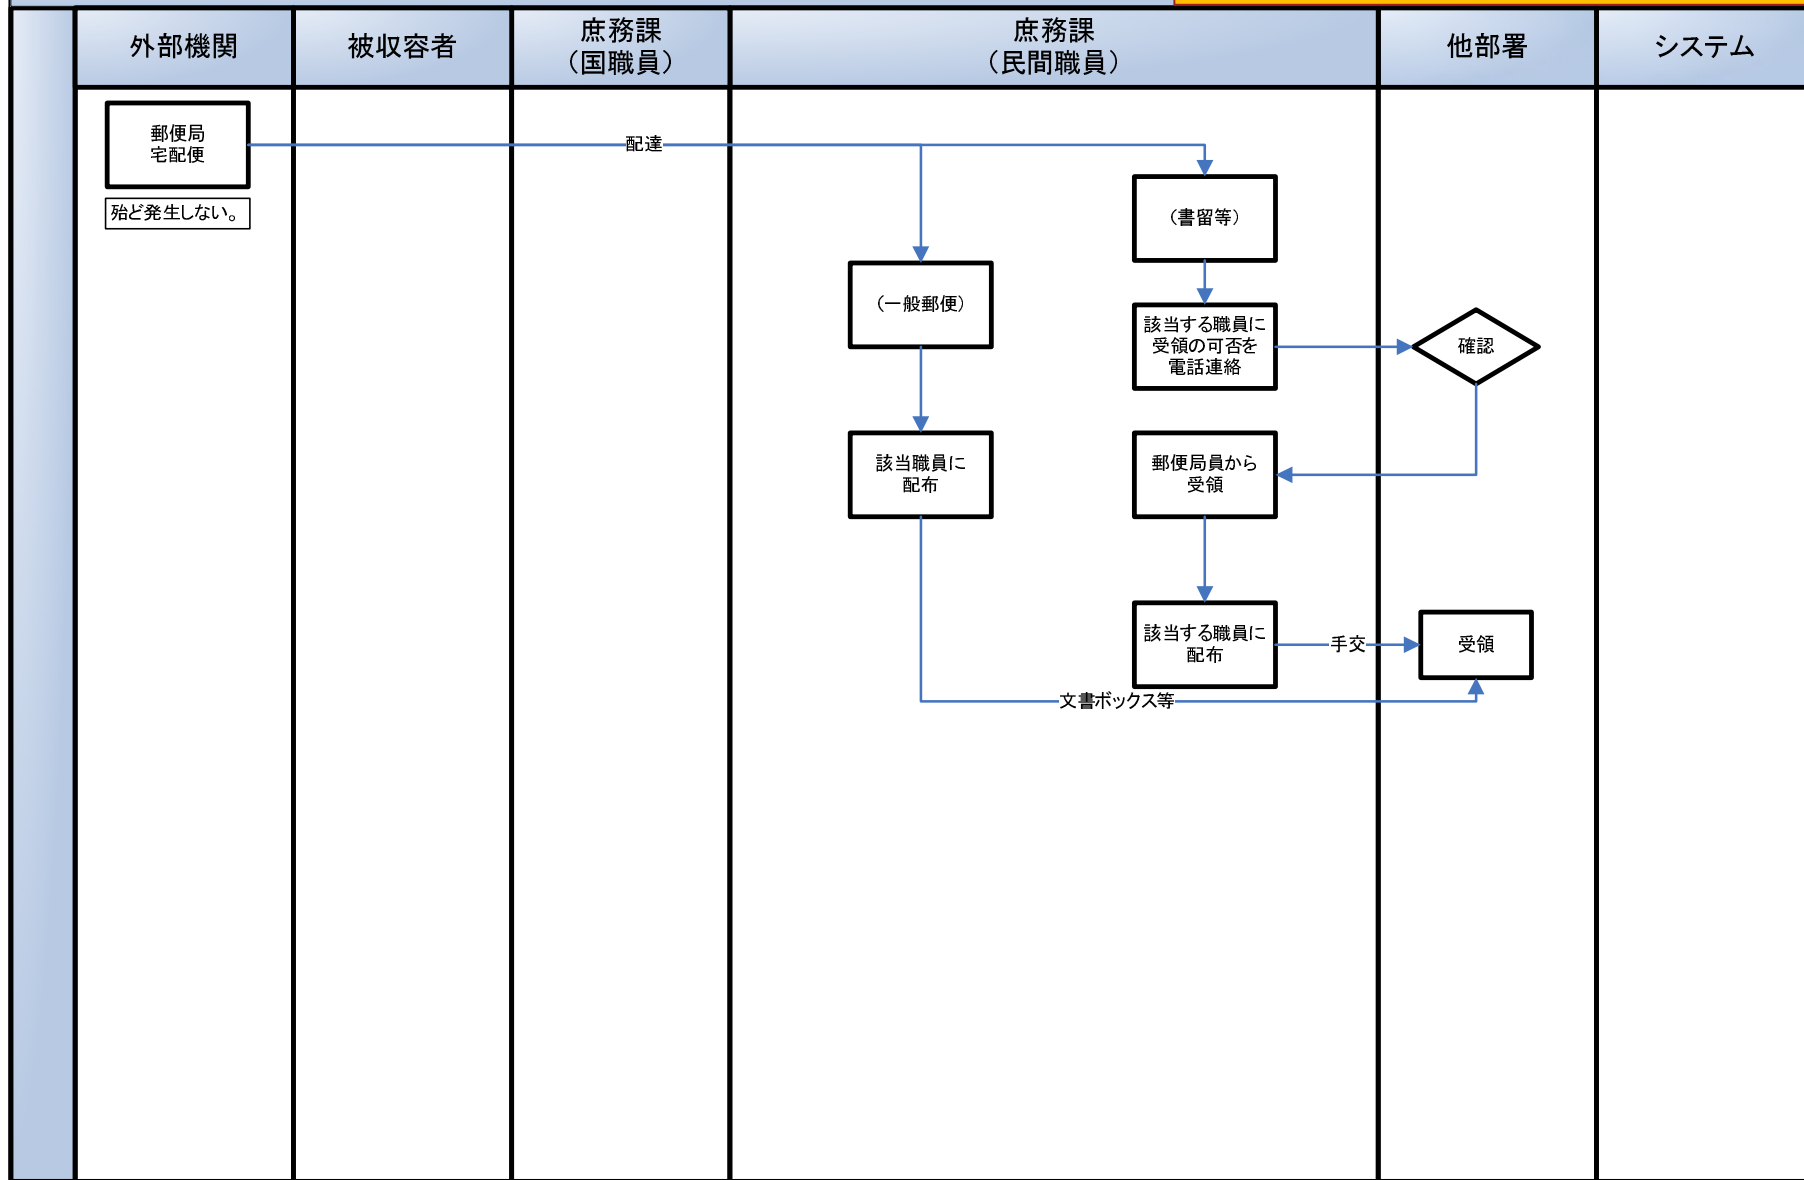 外部機関
被収容者
庶務課
（国職員）
庶務課
（民間職員）
他部署
システム
郵便局
宅配便
殆ど発生しない。
配達
（書留等）
（一般郵便）
該当する職員に
受領の可否を
電話連絡
確認
該当職員に
配布
郵便局員から
受領
該当する職員に
配布
手交
受領
文書ボックス等